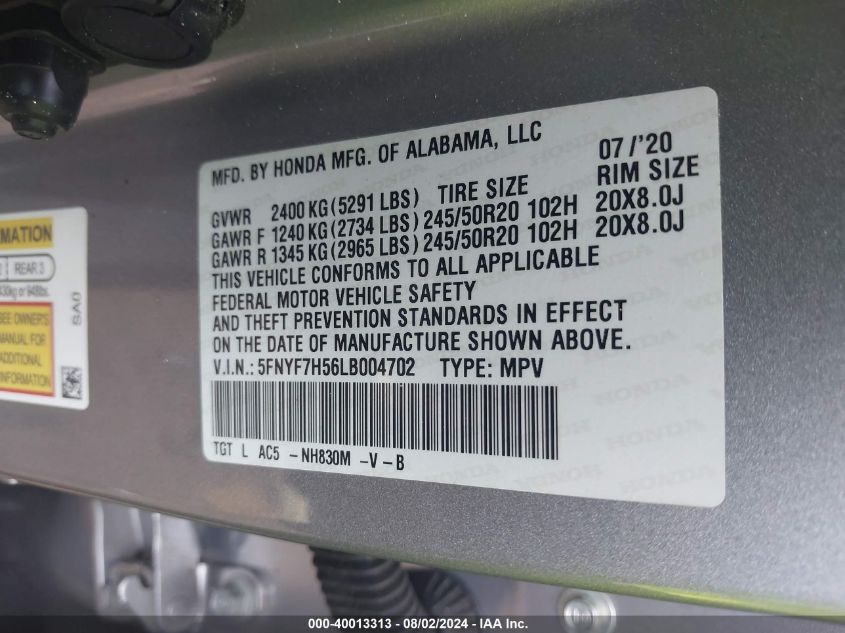 MFD. BY HONDA MFG. OF ALABAMA, LLC 07/'20
GVWR 2400 KG (5291 LBS) TIRE SIZE RIM SIZE
GAWR F 1240 KG (2734 LBS) 245/50R20 102H 20X8.0J
GAWR R 1345 KG (2965 LBS) 245/50R20 102H 20X8.0J
THIS VEHICLE CONFORMS TO ALL APPLICABLE
FEDERAL MOTOR VEHICLE SAFETY
AND THEFT PREVENTION STANDARDS IN EFFECT
ON THE DATE OF MANUFACTURE SHOWN ABOVE.
V.I.N.: 5FNYF7H56LB004702 TYPE: MPV
TGT L AC5 -NH830M -V-B
REAR 3
SA0
SEE OWNER'S
MANUAL FOR
ADDITIONAL
INFORMATION
000-40013313 - 08/02/2024 - IAA Inc.